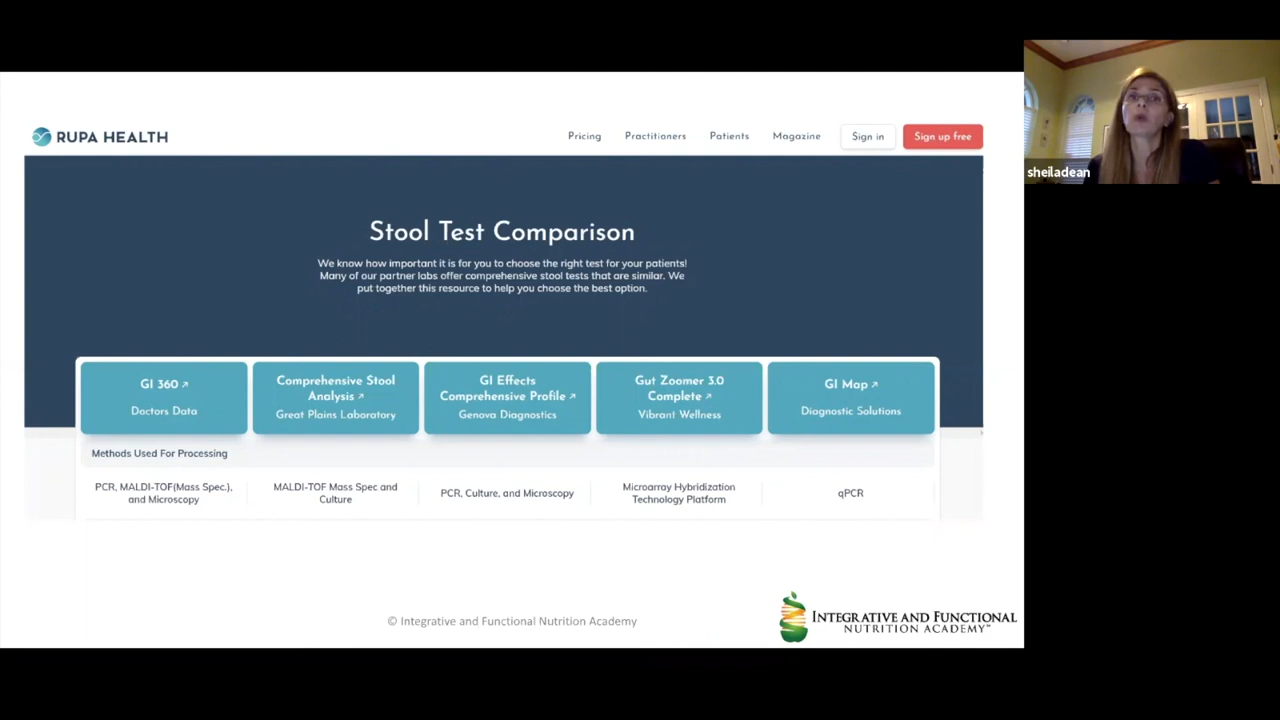 RUPA HEALTH
Pricing
Practitioners
Patients
Magazine
Sign in
Sign up free
sheiladean
Stool Test Comparison
We know how important it is for you to choose the right test for your patients!
Many of our partner labs offer comprehensive stool tests that are similar. We
put together this resource to help you choose the best option.
GI 360 ↗
Doctors Data
Comprehensive Stool
Analysis ↗
Great Plains Laboratory
GI Effects
Comprehensive Profile ↗
Genova Diagnostics
Gut Zoomer 3.0
Complete ↗
Vibrant Wellness
GI Map ↗
Diagnostic Solutions
Methods Used For Processing
PCR, MALDI-TOF(Mass Spec.),
and Microscopy
MALDI-TOF Mass Spec and
Culture
PCR, Culture, and Microscopy
Microarray Hybridization
Technology Platform
qPCR
© Integrative and Functional Nutrition Academy
INTEGRATIVE AND FUNCTIONAL
NUTRITION ACADEMY™